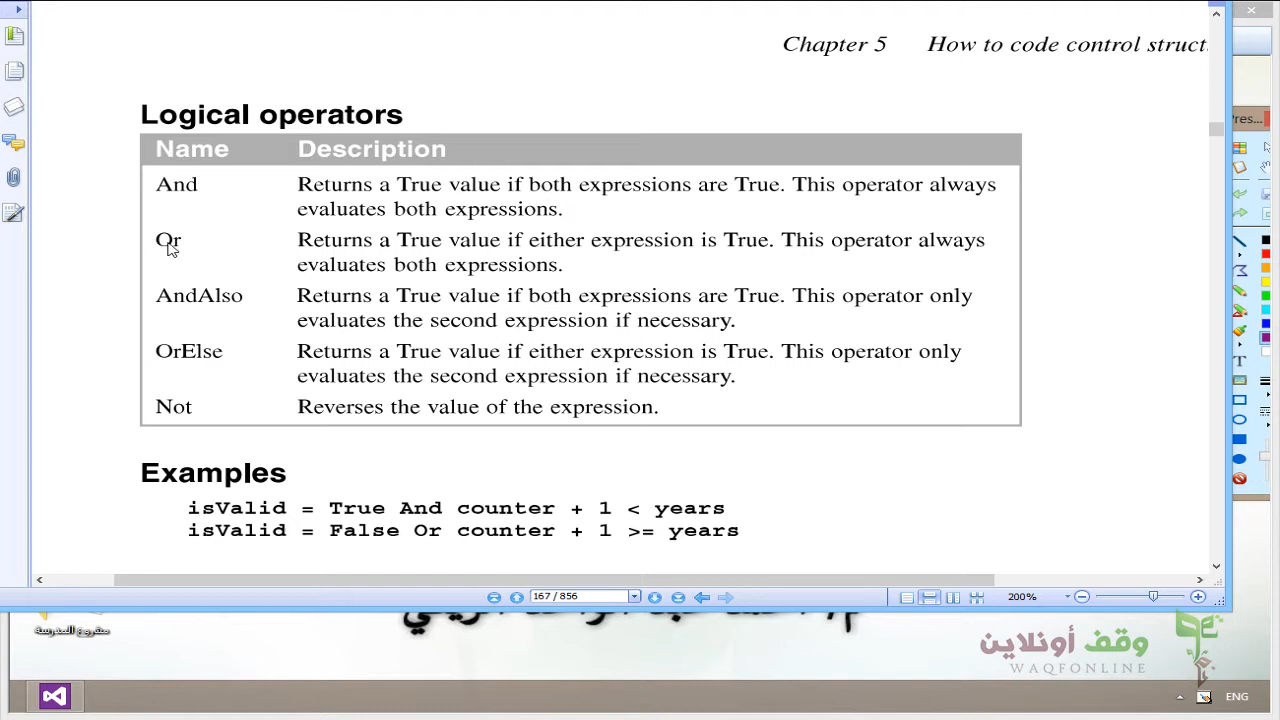 Chapter 5 How to code control struct
Logical operators
Name Description
And Returns a True value if both expressions are True. This operator always
evaluates both expressions.
Or Returns a True value if either expression is True. This operator always
evaluates both expressions.
AndAlso Returns a True value if both expressions are True. This operator only
evaluates the second expression if necessary.
OrElse Returns a True value if either expression is True. This operator only
evaluates the second expression if necessary.
Not Reverses the value of the expression.
Examples
isValid = True And counter + 1 < years
isValid = False Or counter + 1 >= years
Pres...
T
167 / 856
200%
مشروع المدرسة
وقف أونلاين
WAQFONLINE
ENG